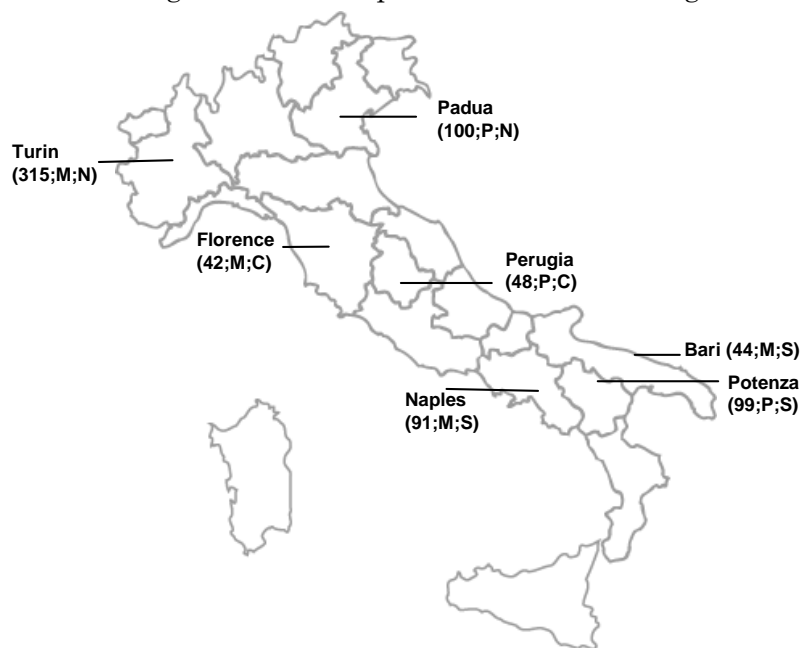 Padua
(100;P;N)
Turin
(315;M;N)
Florence
(42;M;C)
Perugia
(48;P;C)
Bari (44;M;S)
Potenza
(99;P;S)
Naples
(91;M;S)